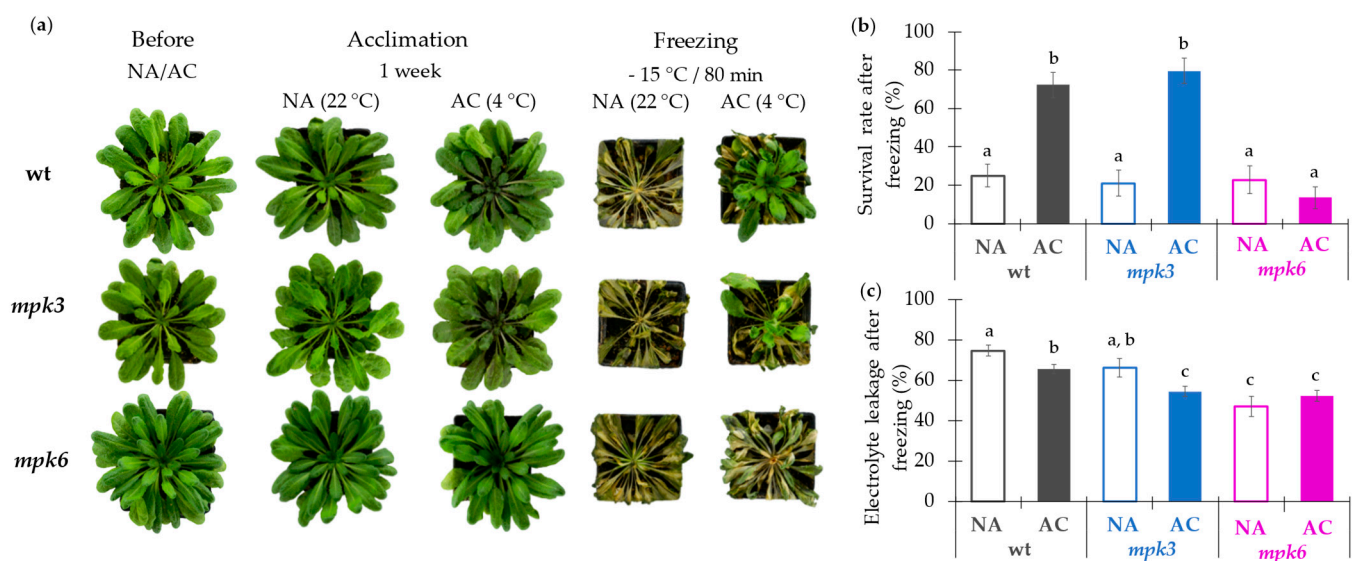 (a)
Before
NA/AC
Acclimation
1 week
NA (22 °C) AC (4 °C)
Freezing
- 15 °C / 80 min
NA (22 °C) AC (4 °C)
wt
mpk3
mpk6
(b)
Survival rate after
freezing (%)
100
80
60
40
20
0
a b a b a a
NA AC NA AC NA AC
wt mpk3 mpk6
(c)
Electrolyte leakage after
freezing (%)
100
80
60
40
20
0
a b a, b c c c
NA AC NA AC NA AC
wt mpk3 mpk6